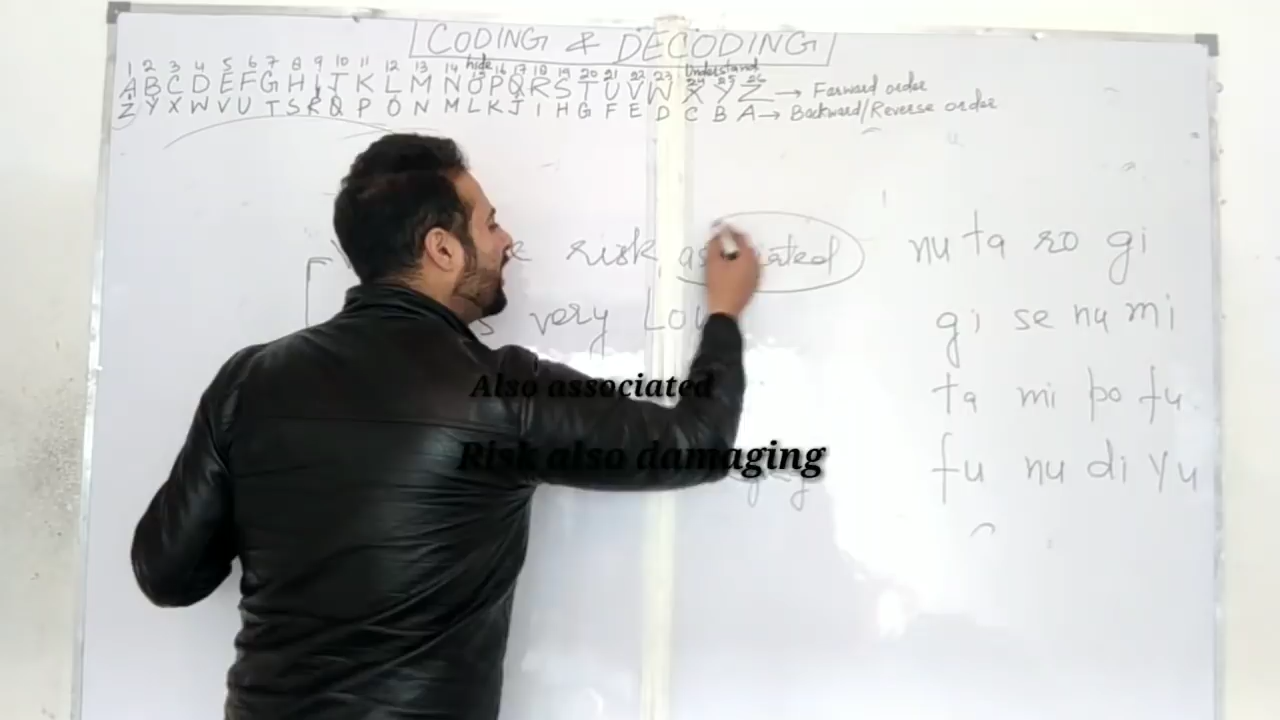 CODING & DECODING
1 2 3 4 5 6 7 8 9 10 11 12 13 14 hide 15 16 17 18 19 20 21 22 23 Understand 24 25 26
A B C D E F G H I J K L M N O P Q R S T U V W X Y Z → Forward order
Z Y X W V U T S R Q P O N M L K J I H G F E D C B A → Backward/Reverse order
risk associated nu ta ro gi
very Low gi se nu mi
Also associated ta mi po fu
Risk also damaging fu nu di yu